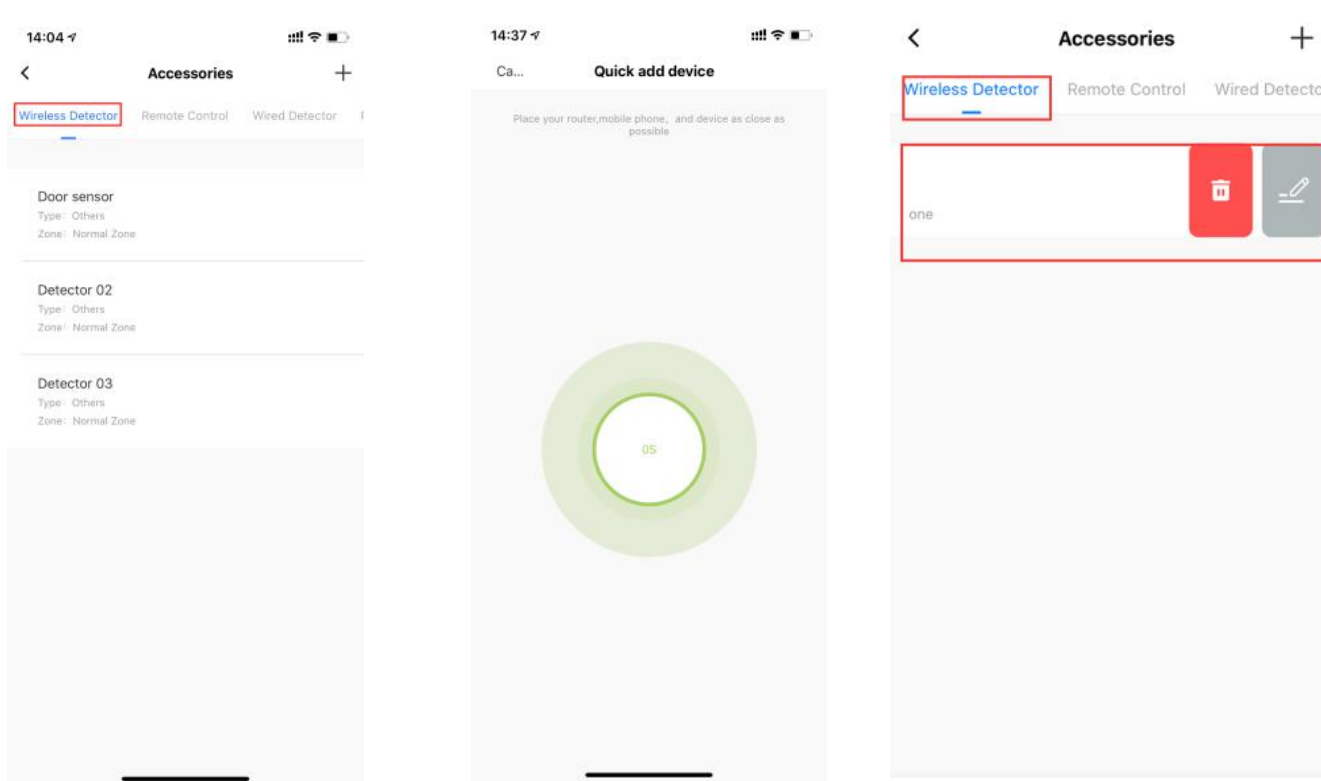 14:04
Accessories
Wireless Detector Remote Control Wired Detector
Door sensor
Type: Others
Zone: Normal Zone
Detector 02
Type: Others
Zone: Normal Zone
Detector 03
Type: Others
Zone: Normal Zone
14:37
Ca... Quick add device
Place your router,mobile phone, and device as close as
possible
0S
Accessories
Wireless Detector Remote Control Wired Detecto
one